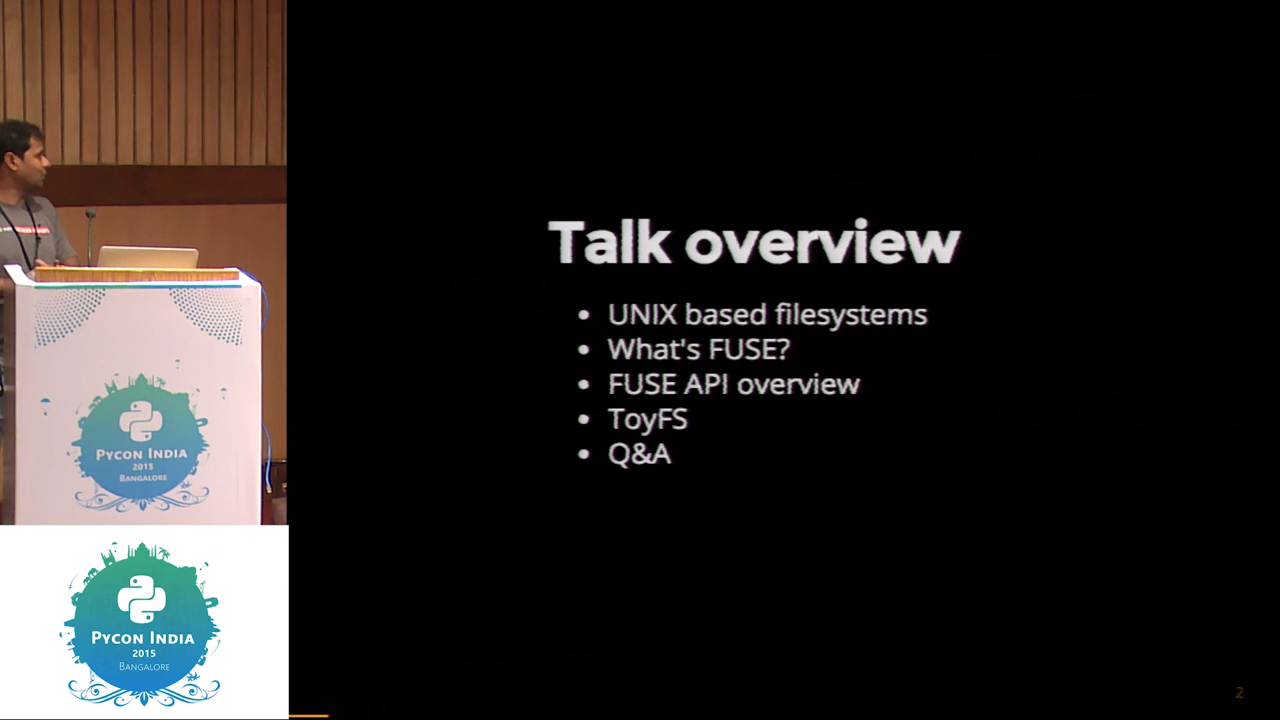 Talk overview
UNIX based filesystems
What's FUSE?
FUSE API overview
ToyFS
Q&A
2
PYCON INDIA
2015
BANGALORE
PYCON INDIA
2015
BANGALORE